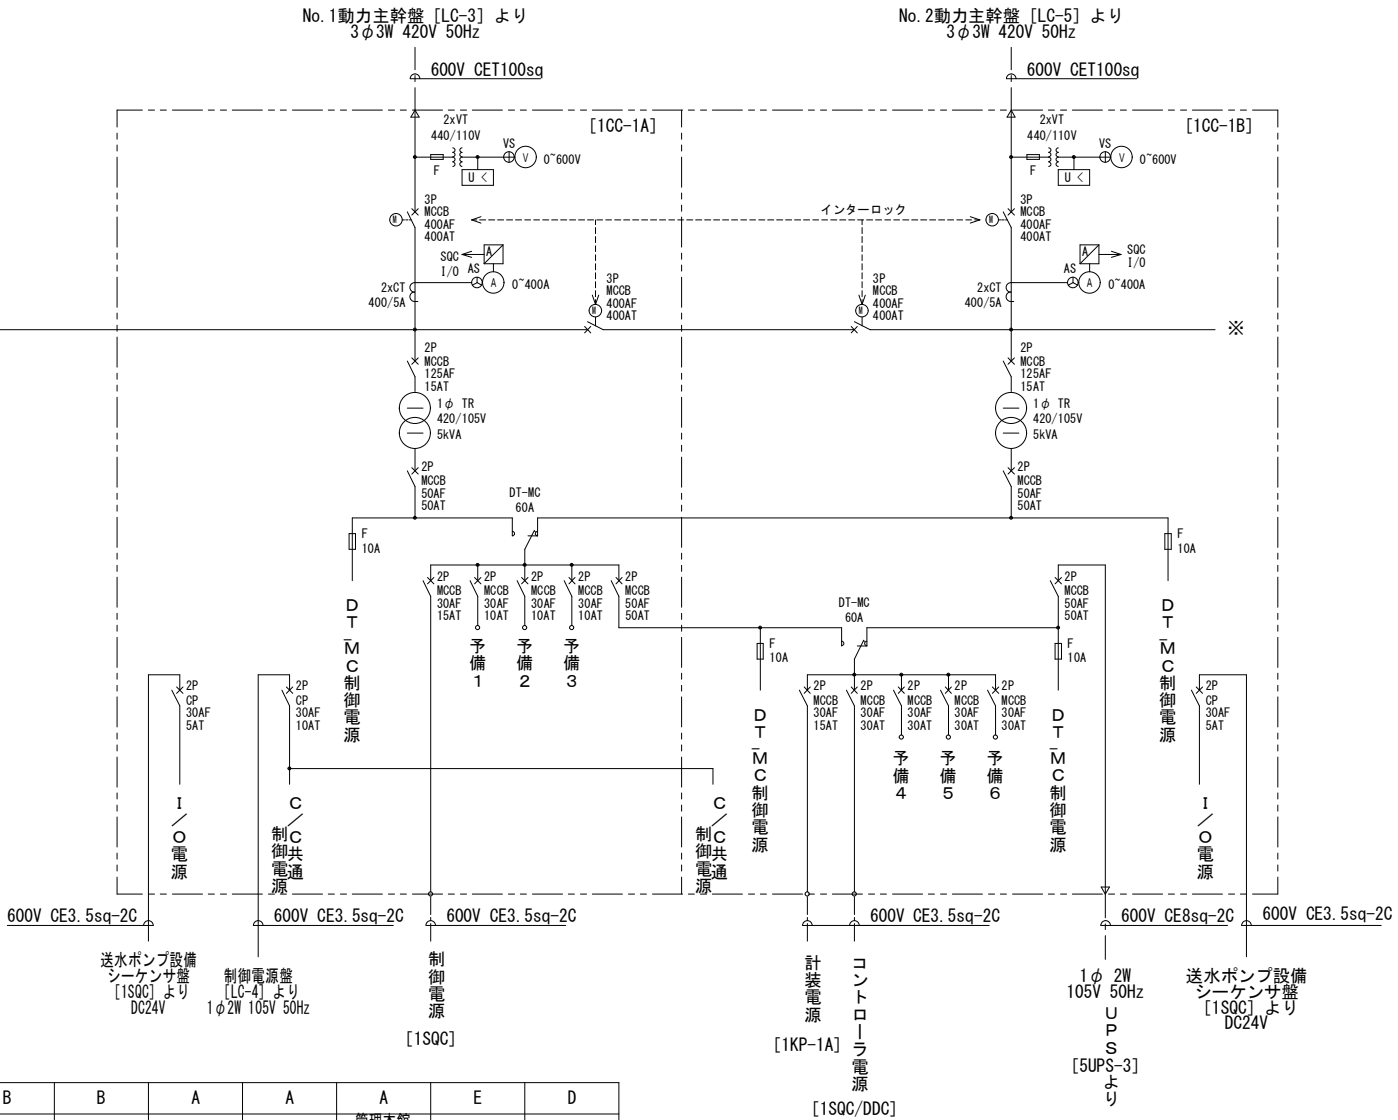 No.1動力主幹盤 [LC-3] より
3φ3W 420V 50Hz
No.2動力主幹盤 [LC-5] より
3φ3W 420V 50Hz
600V CET100sq
600V CET100sq
[1CC-1A]
[1CC-1B]
2xVT
440/110V
VS
V
0~600V
F
U <
2xVT
440/110V
VS
V
0~600V
F
U <
3P
MCCB
400AF
400AT
M
インターロック
3P
MCCB
400AF
400AT
M
SQC
I/O
A
AS
A
0~400A
2xCT
400/5A
3P
MCCB
400AF
400AT
M
3P
MCCB
400AF
400AT
M
SQC
I/O
A
AS
A
0~400A
2xCT
400/5A
※
2P
MCCB
125AF
15AT
1φ TR
420/105V
5kVA
2P
MCCB
50AF
50AT
2P
MCCB
125AF
15AT
1φ TR
420/105V
5kVA
2P
MCCB
50AF
50AT
DT-MC
60A
F
10A
F
10A
2P
MCCB
30AF
15AT
2P
MCCB
30AF
10AT
2P
MCCB
30AF
10AT
2P
MCCB
30AF
10AT
2P
MCCB
50AF
50AT
2P
MCCB
50AF
50AT
DT-MC制御電源
予備1
予備2
予備3
DT-MC
60A
F
10A
F
10A
DT-MC制御電源
2P
CP
30AF
5AT
2P
CP
30AF
10AT
2P
MCCB
30AF
15AT
2P
MCCB
30AF
30AT
2P
MCCB
30AF
30AT
2P
MCCB
30AF
30AT
2P
MCCB
30AF
30AT
2P
CP
30AF
5AT
DT-MC制御電源
予備4
予備5
予備6
DT-MC制御電源
I/O電源
C/C共通
制御電源
C/C共通
制御電源
I/O電源
600V CE3.5sq-2C
600V CE3.5sq-2C
600V CE3.5sq-2C
600V CE3.5sq-2C
600V CE8sq-2C
600V CE3.5sq-2C
送水ポンプ設備
シーケンサ盤
[1SQC] より
DC24V
制御電源盤
[LC-4] より
1φ2W 105V 50Hz
制御電源
[1SQC]
計装電源
[1KP-1A]
コントローラ電源
[1SQC/DDC]
1φ 2W
105V 50Hz
UPS
[5UPS-3]
より
送水ポンプ設備
シーケンサ盤
[1SQC] より
DC24V
B B A A A E D